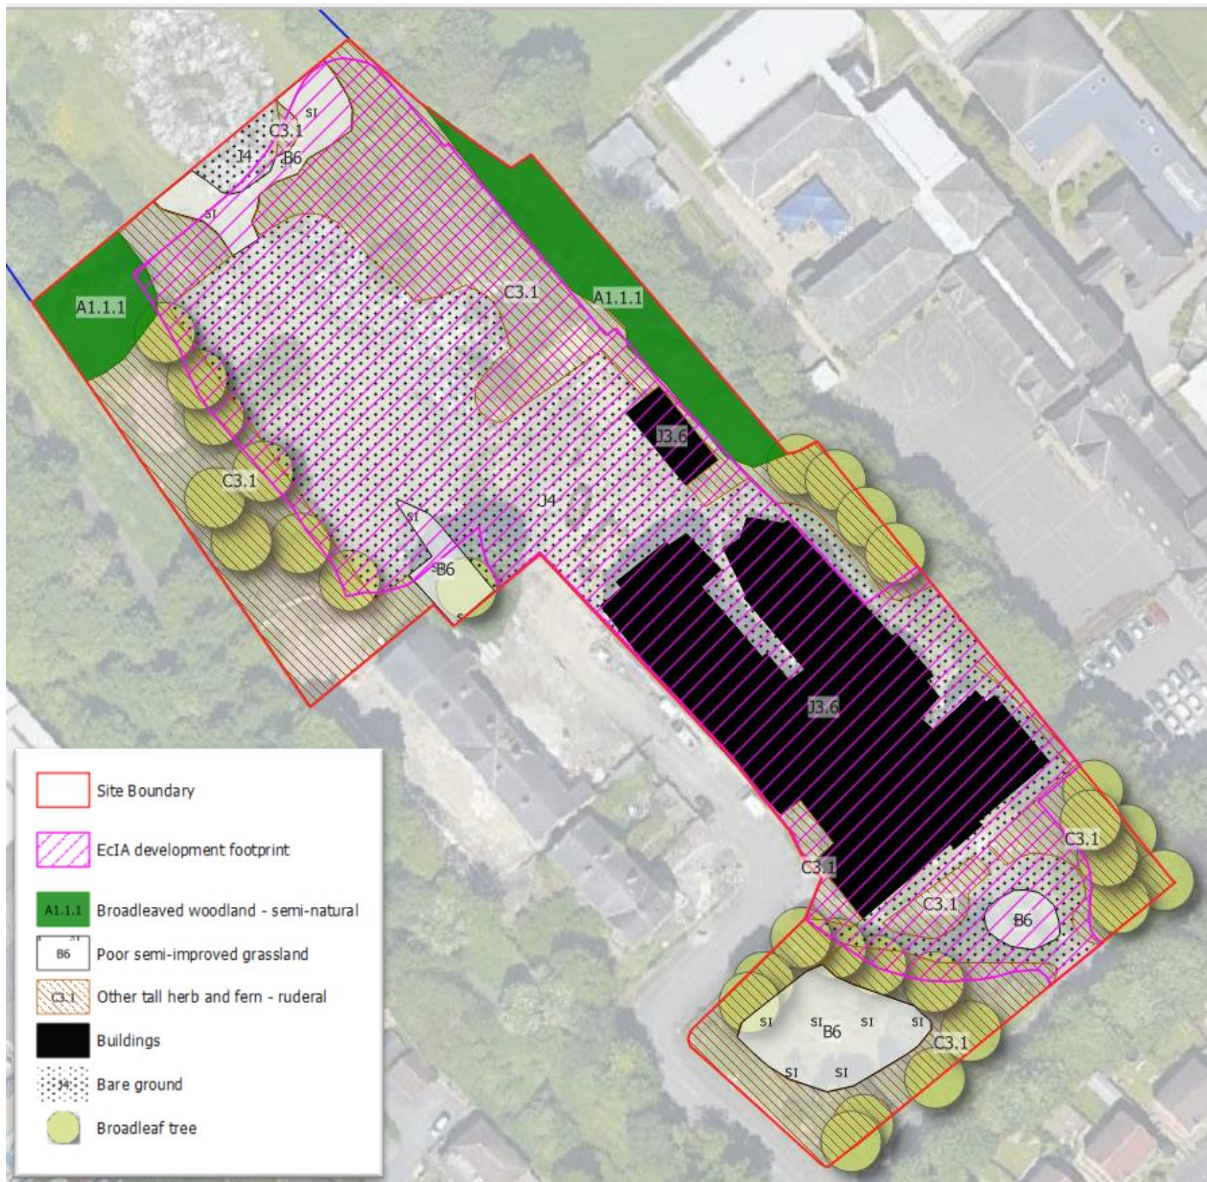 SI
C3.1
J4
B6
SI
A1.1.1
C3.1
A1.1.1
J3.6
C3.1
J4
SI
B6
J3.6
C3.1
C3.1
C3.1
B6
SI SI SI SI
B6
C3.1
SI SI
Site Boundary
EcIA development footprint
A1.1.1 Broadleaved woodland - semi-natural
SI
B6 Poor semi-improved grassland
C3.1 Other tall herb and fern - ruderal
Buildings
J4 Bare ground
Broadleaf tree